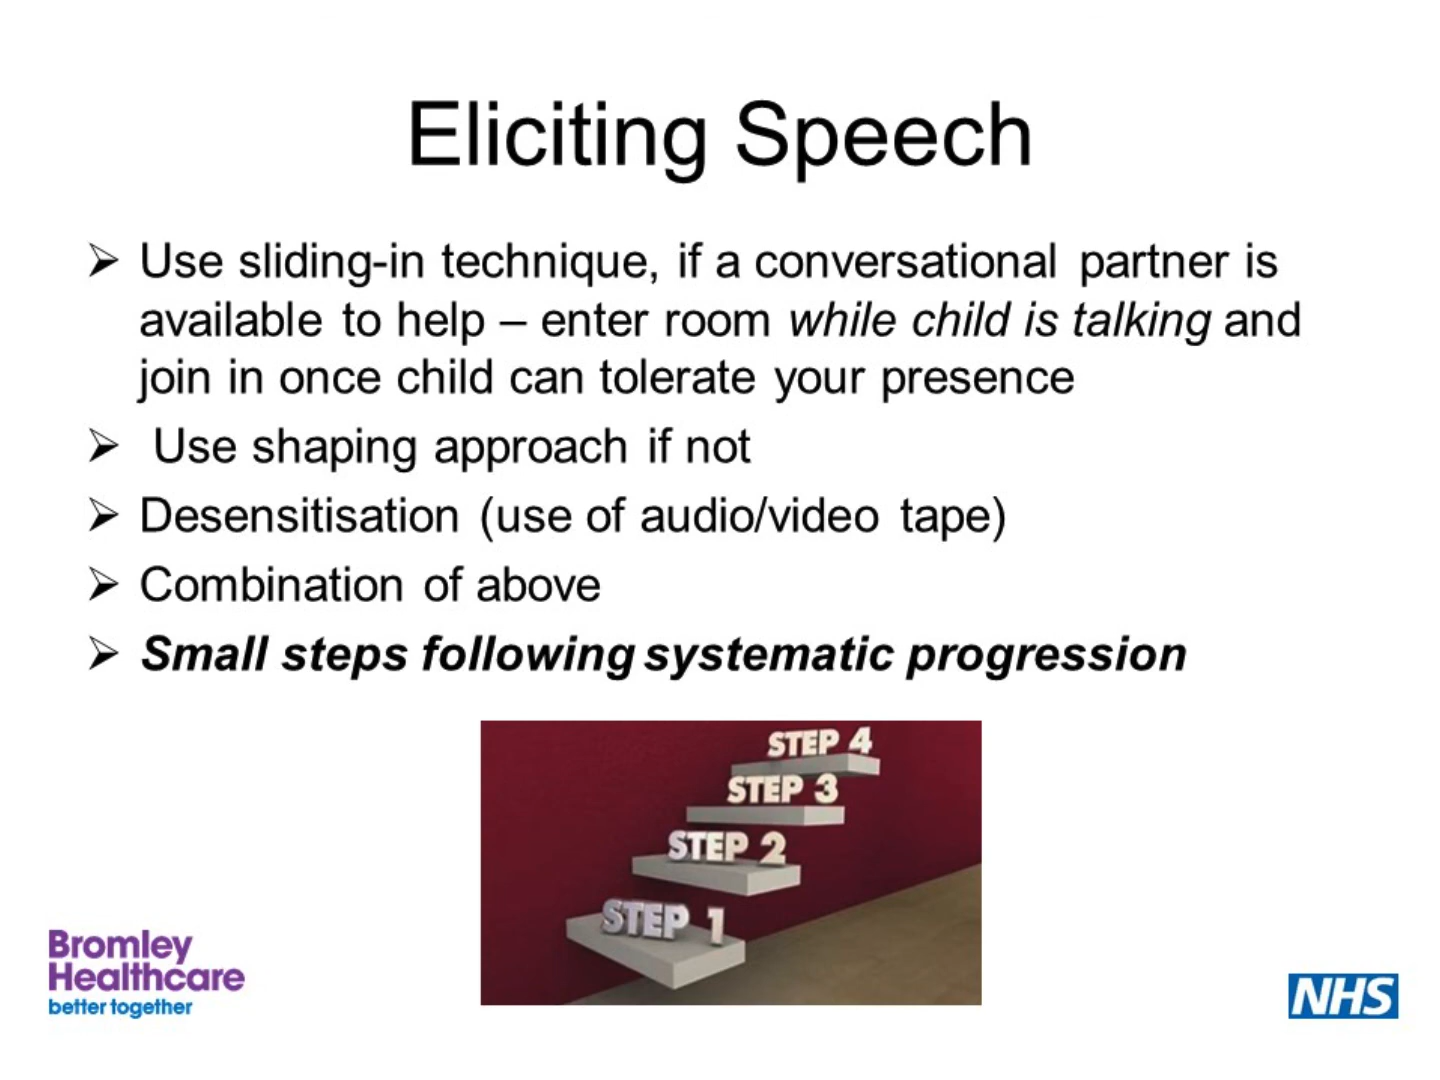 Eliciting Speech
➢ Use sliding-in technique, if a conversational partner is
available to help – enter room while child is talking and
join in once child can tolerate your presence
➢ Use shaping approach if not
➢ Desensitisation (use of audio/video tape)
➢ Combination of above
➢ Small steps following systematic progression
STEP 4
STEP 3
STEP 2
STEP 1
Bromley
Healthcare
better together
NHS